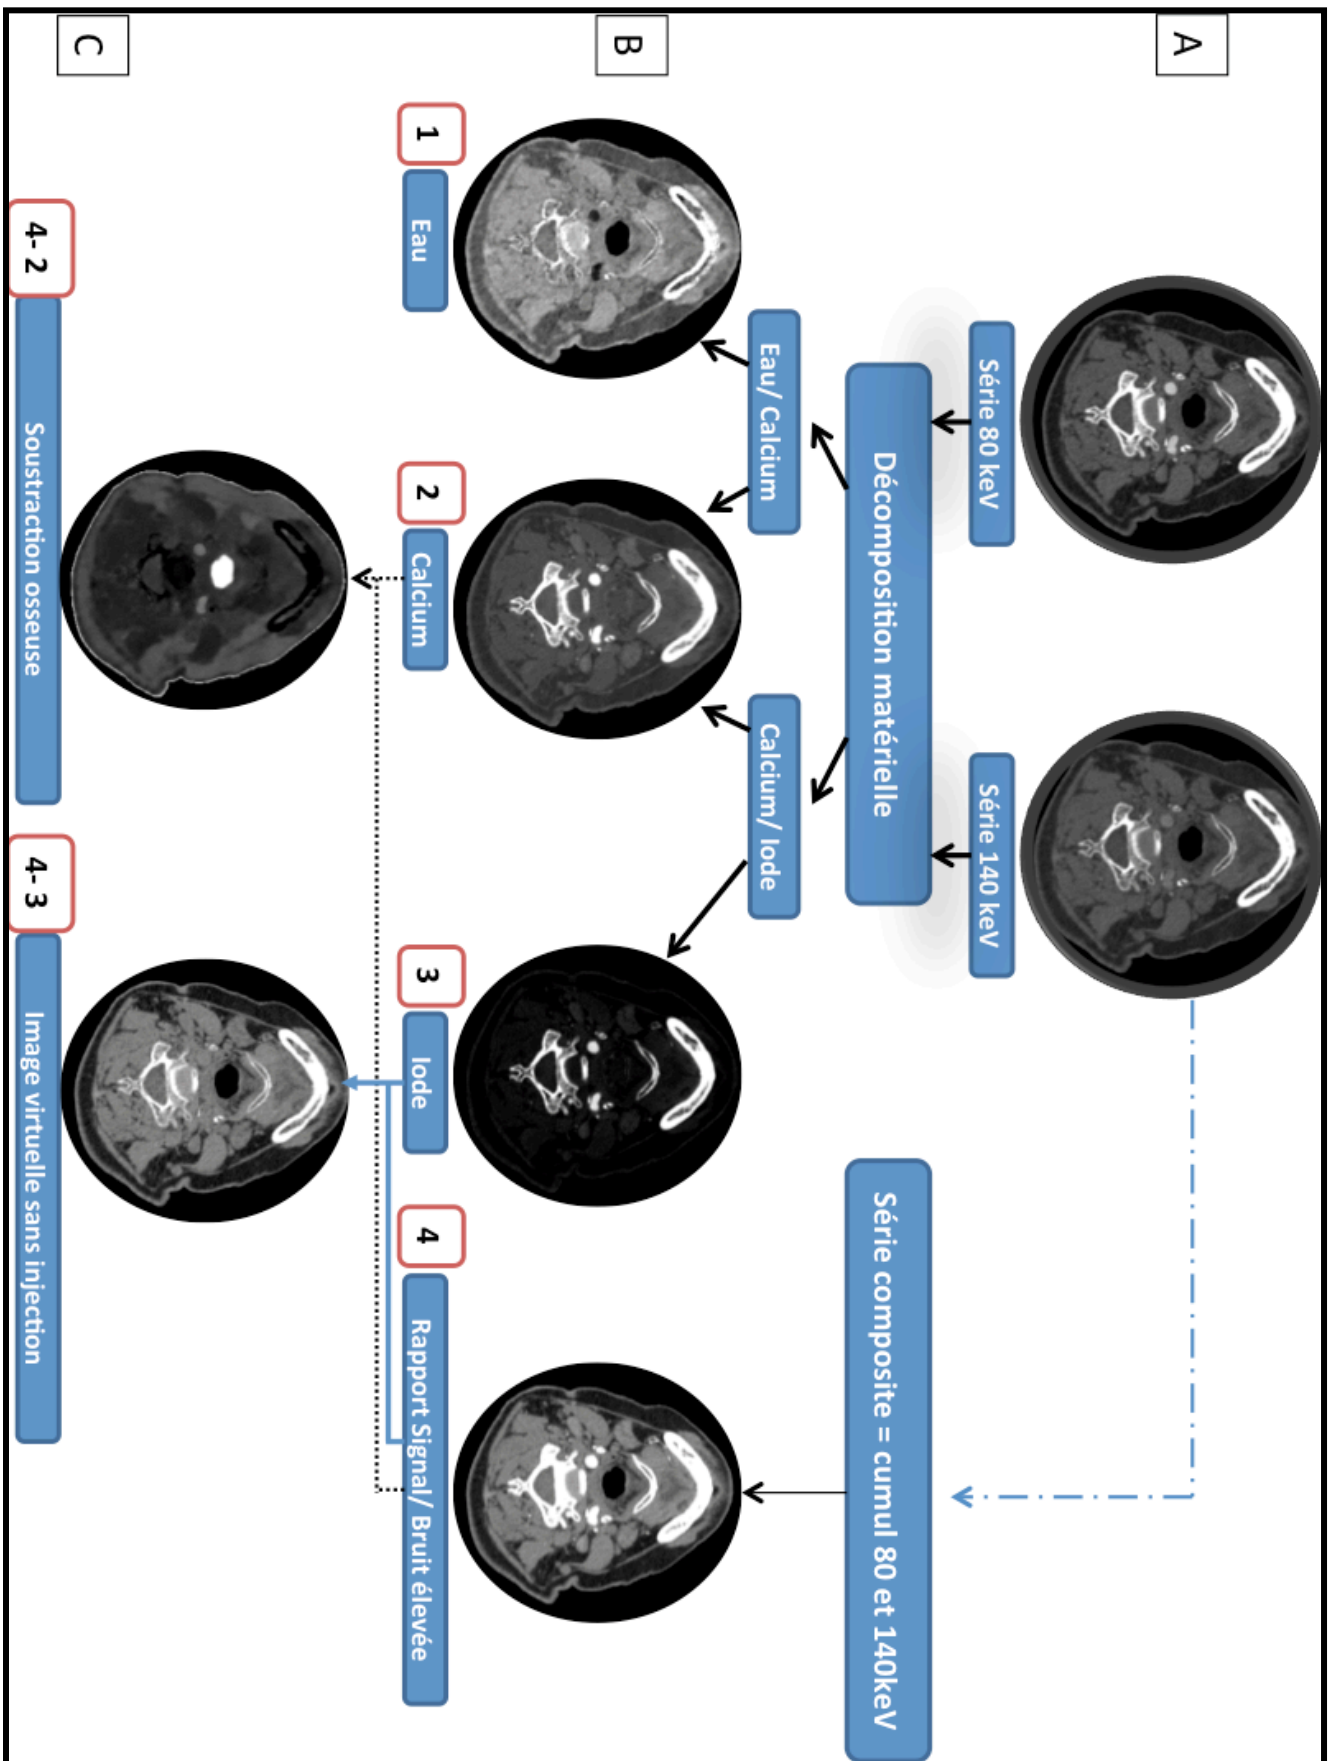 A
Série 80 keV
Série 140 keV
Décomposition matérielle
Série composite = cumul 80 et 140keV
Eau/ Calcium
Calcium/ Iode
B
1
Eau
2
Calcium
3
Iode
4
Rapport Signal/ Bruit élevée
C
4- 2
Soustraction osseuse
4- 3
Image virtuelle sans injection